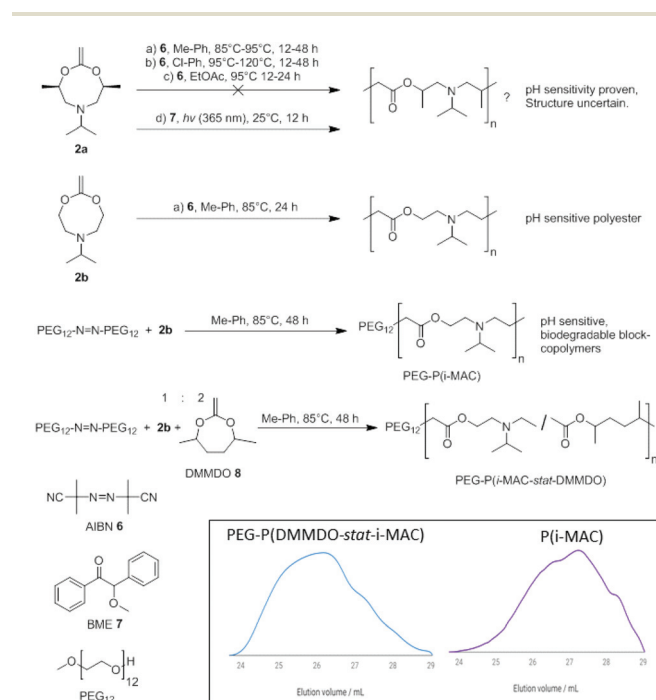 a) 6, Me-Ph, 85°C-95°C, 12-48 h
b) 6, Cl-Ph, 95°C-120°C, 12-48 h
c) 6, EtOAc, 95°C 12-24 h
d) 7, hv (365 nm), 25°C, 12 h
O O
N
2a
O
O
N
n
?
pH sensitivity proven,
Structure uncertain.
O O
N
2b
a) 6, Me-Ph, 85°C, 24 h
O
O
N
n
pH sensitive polyester
PEG12-N=N-PEG12 + 2b
Me-Ph, 85°C, 48 h
PEG12
O
O
N
n
PEG-P(i-MAC)
pH sensitive,
biodegradable block-
copolymers
1 : 2
PEG12-N=N-PEG12 + 2b +
O O
DMMDO 8
Me-Ph, 85°C, 48 h
PEG12
O
O
N
/
O
O
n
PEG-P(i-MAC-stat-DMMDO)
NC N=N CN
AIBN 6
O
O
BME 7
O O H
12
PEG12
PEG-P(DMMDO-stat-i-MAC)
24 25 26 27 28 29
Elution volume / mL
P(i-MAC)
24 25 26 27 28 29
Elution volume / mL